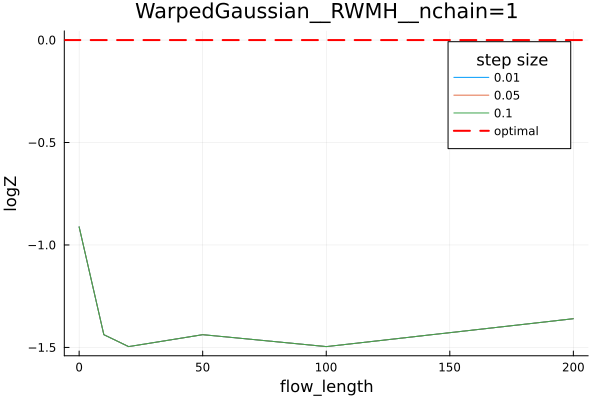 WarpedGaussian__RWMH__nchain=1
0.0
−0.5
−1.0
−1.5
logZ
step size
0.01
0.05
0.1
optimal
0
50
100
150
200
flow_length